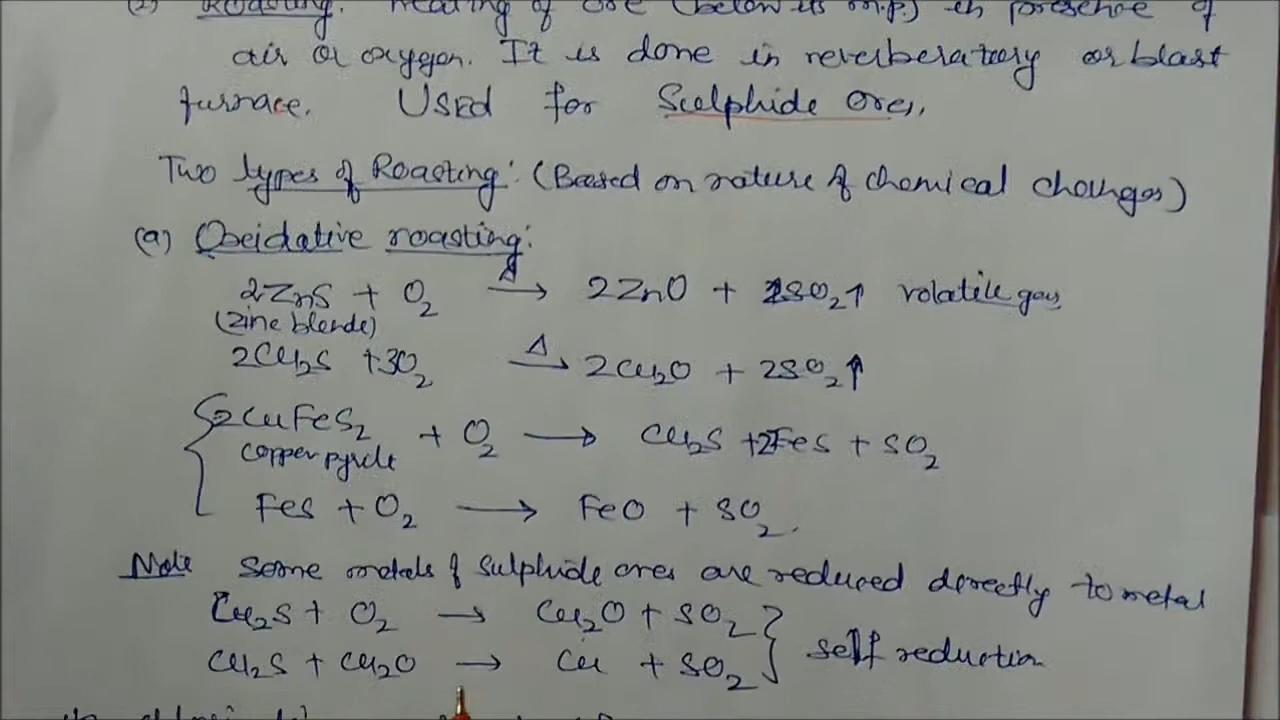 (2) Roasting: Heating of ore (below its m.p.) in presence of
air or oxygen. It is done in reverberatory or blast
furnace. Used for Sulphide ores,
Two types of Roasting: (Based on nature of chemical changes)
(a) Oxidative roasting:
2ZnS + O2 Δ→ 2ZnO + 2SO2↑ volatile gas
(zinc blende)
2Cu2S + 3O2 Δ→ 2Cu2O + 2SO2↑
2CuFeS2 + O2 → Cu2S + 2FeS + SO2
copper pyrite
FeS + O2 → FeO + SO2.
Note Some metals of sulphide ores are reduced directly to metal
Cu2S + O2 → Cu2O + SO2
Cu2S + Cu2O → Cu + SO2 } self reduction